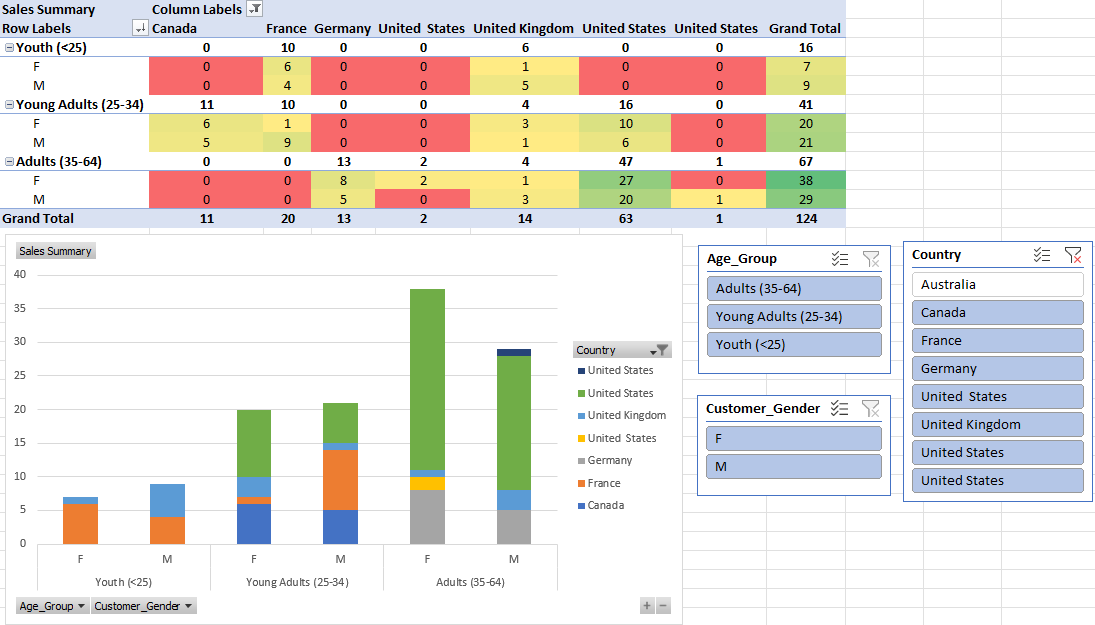 Sales Summary Column Labels
Row Labels Canada France Germany United  States United Kingdom United States United States Grand Total
Youth (<25) 0 10 0 0 6 0 0 16
F 0 6 0 0 1 0 0 7
M 0 4 0 0 5 0 0 9
Young Adults (25-34) 11 10 0 0 4 16 0 41
F 6 1 0 0 3 10 0 20
M 5 9 0 0 1 6 0 21
Adults (35-64) 0 0 13 2 4 47 1 67
F 0 0 8 2 1 27 0 38
M 0 0 5 0 3 20 1 29
Grand Total 11 20 13 2 14 63 1 124
Sales Summary
40
35
30
25
20
15
10
5
0
F M F M F M
Youth (<25) Young Adults (25-34) Adults (35-64)
Age_Group Customer_Gender
Country
United States
United States
United Kingdom
United  States
Germany
France
Canada
Age_Group
Adults (35-64)
Young Adults (25-34)
Youth (<25)
Customer_Gender
F
M
Country
Australia
Canada
France
Germany
United  States
United Kingdom
United States
United States